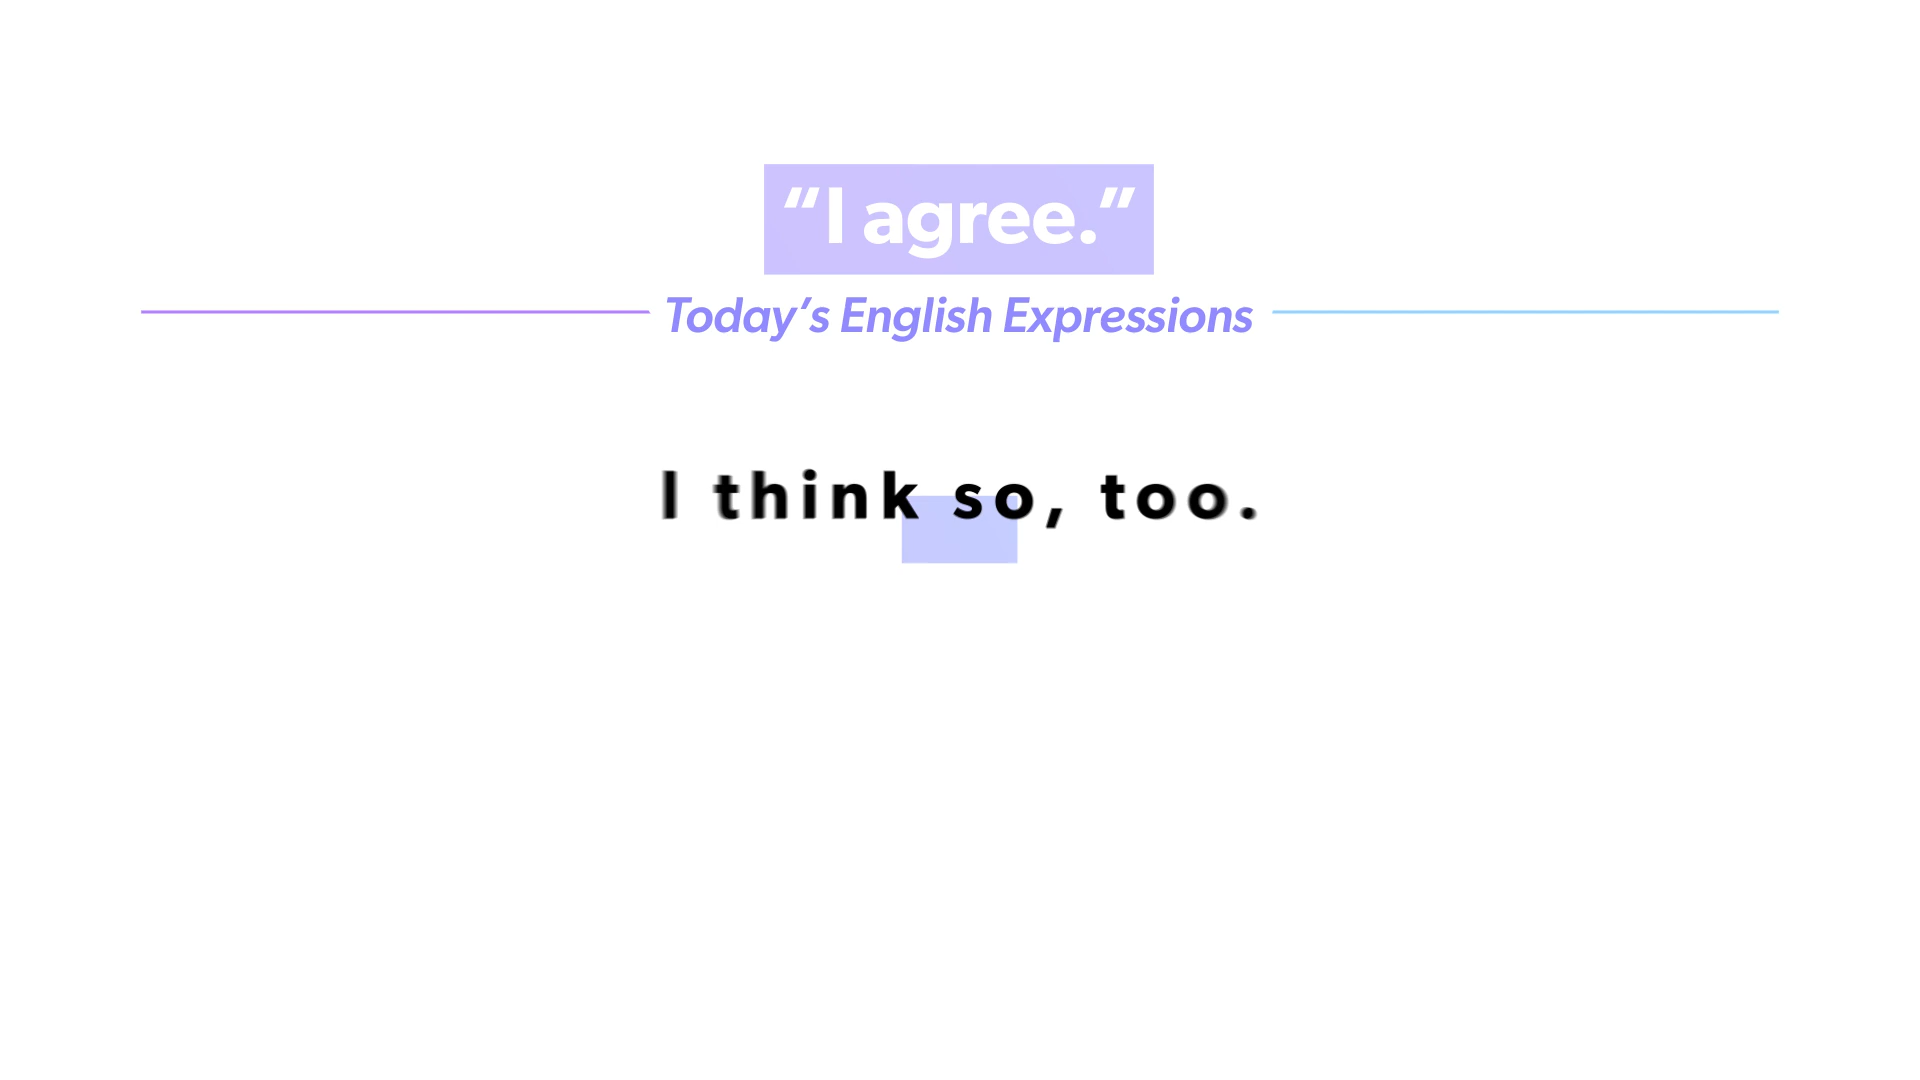 “I agree.”
Today’s English Expressions
I think so, too.